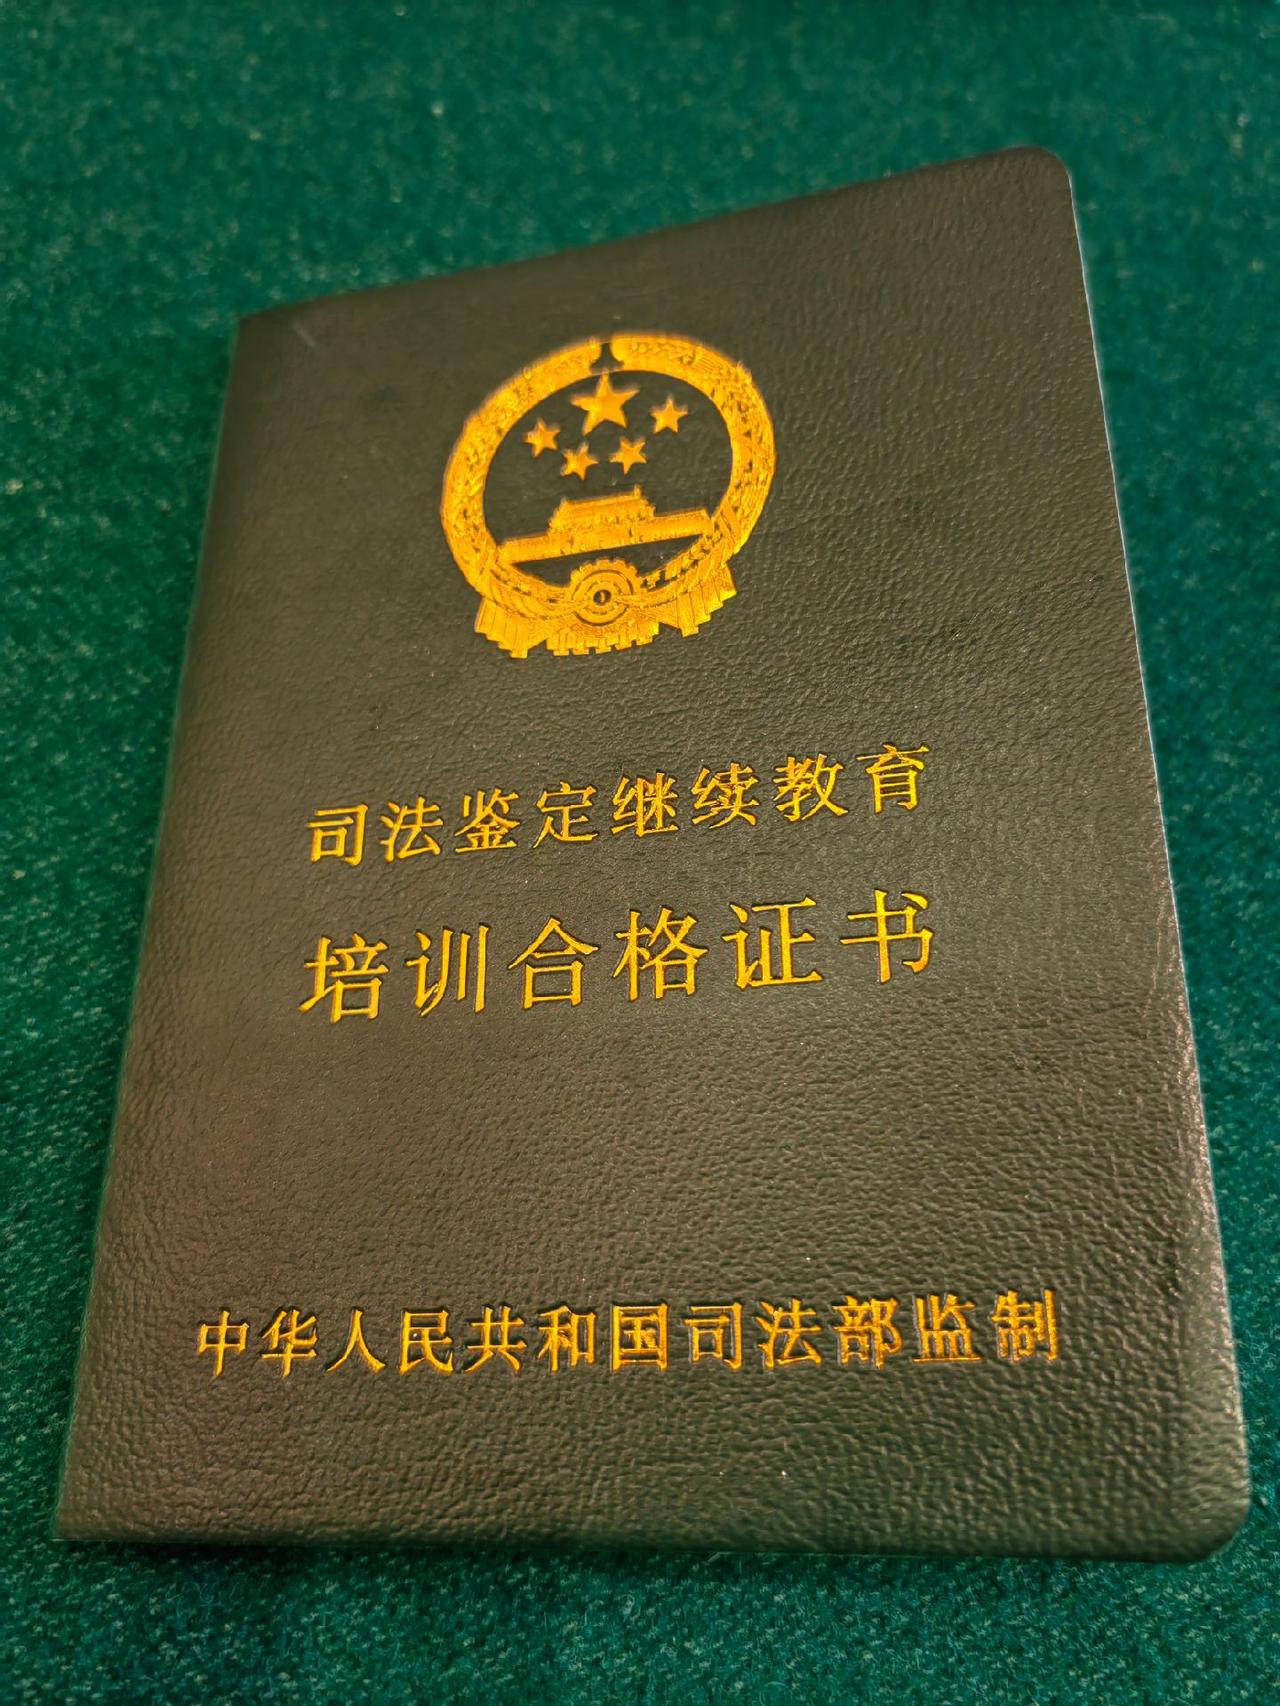 司法鉴定继续教育
培训合格证书
中华人民共和国司法部监制